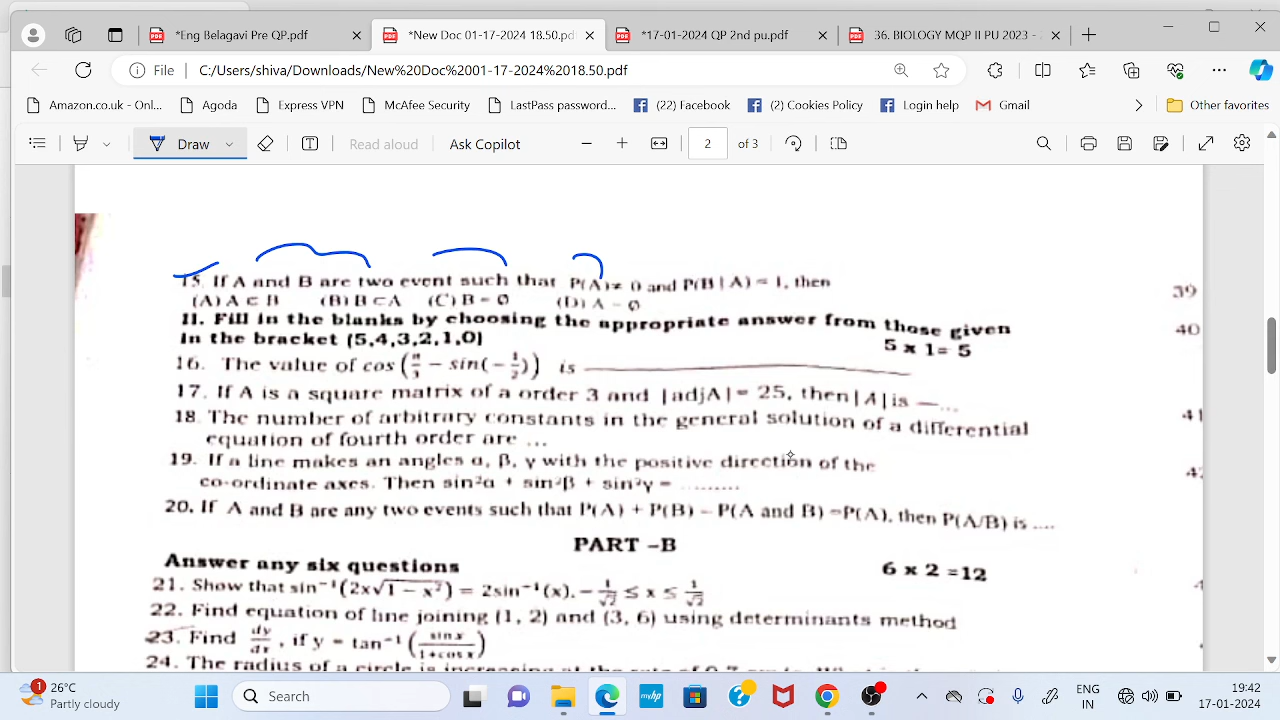 *Eng Belagavi Pre QP.pdf
*New Doc 01-17-2024 18.50.pd
*17-01-2024 QP 2nd pu.pdf
36S BIOLOGY MQP II PU 2023 -
File C:/Users/shiva/Downloads/New%20Doc%2001-17-2024%2018.50.pdf
Amazon.co.uk - Onl... Agoda Express VPN McAfee Security LastPass password... (22) Facebook (2) Cookies Policy Login help Gmail Other favorites
Draw Read aloud Ask Copilot 2 of 3
15. If A and B are two event such that P(A)≠ 0 and P(B | A) = 1, then
(A) A ⊂ B (B) B ⊂ A (C) B = ∅ (D) A = ∅
39
II. Fill in the blanks by choosing the appropriate answer from those given
40
in the bracket (5,4,3,2,1,0)
5 x 1= 5
16. The value of cos (π/3 − sin(−1/2)) is
17. If A is a square matrix of a order 3 and |adjA| = 25, then |A| is —...
18. The number of arbitrary constants in the general solution of a differential
41
equation of fourth order are ...
19. If a line makes an angles α, β, γ with the positive direction of the
co-ordinate axes. Then sin²α + sin²β + sin²γ = ........
20. If A and B are any two events such that P(A) + P(B) – P(A and B) =P(A), then P(A/B) is ....
PART –B
Answer any six questions
6 x 2 =12
21. Show that sin⁻¹(2x√1 − x²) = 2sin⁻¹(x). − 1/√2 ≤ x ≤ 1/√2
22. Find equation of line joining (1, 2) and (3, 6) using determinants method
23. Find dy/dx , if y = tan⁻¹ (sin x/1+cos x)
24. The radius of a circle is increasing at the rate of
1
26°C
Partly cloudy
Search
ENG
IN
19:42
17-01-2024